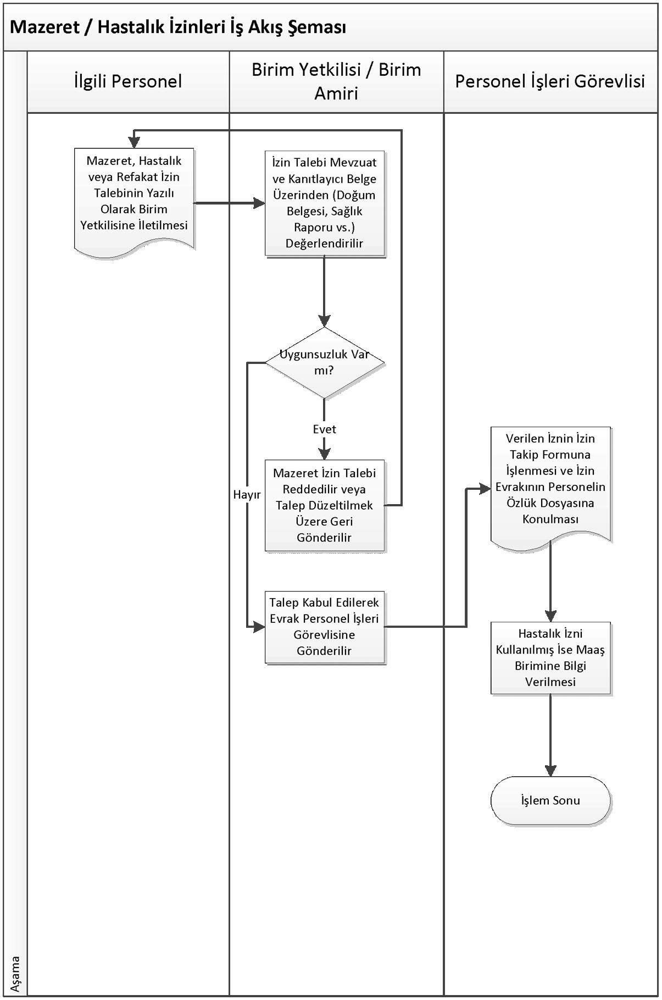 Mazeret / Hastalık İzinleri İş Akış Şeması
İlgili Personel
Birim Yetkilisi / Birim
Amiri
Personel İşleri Görevlisi
Mazeret, Hastalık
veya Refakat İzin
Talebinin Yazılı
Olarak Birim
Yetkilisine İletilmesi
İzin Talebi Mevzuat
ve Kanıtlayıcı Belge
Üzerinden (Doğum
Belgesi, Sağlık
Raporu vs.)
Değerlendirilir
Uygunsuzluk Var
mı?
Evet
Hayır
Mazeret İzin Talebi
Reddedilir veya
Talep Düzeltilmek
Üzere Geri
Gönderilir
Talep Kabul Edilerek
Evrak Personel İşleri
Görevlisine
Gönderilir
Verilen İznin İzin
Takip Formuna
İşlenmesi ve İzin
Evrakının Personelin
Özlük Dosyasına
Konulması
Hastalık İzni
Kullanılmış İse Maaş
Birimine Bilgi
Verilmesi
İşlem Sonu
Aşama